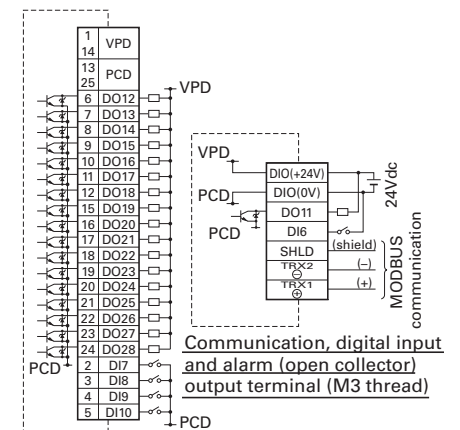 1
14
VPD
13
25
PCD
VPD
6 DO12
7 DO13
8 DO14
9 DO15
10 DO16
11 DO17
12 DO18
15 DO19
16 DO20
17 DO21
18 DO22
19 DO23
20 DO24
21 DO25
22 DO26
23 DO27
24 DO28
PCD
2 DI7
3 DI8
4 DI9
5 DI10
PCD
VPD
DIO(+24V)
PCD
DIO(0V)
24Vdc
DO11
PCD
DI6
SHLD (shield)
TRX2 (–)
⊖
TRX1 (+)
⊕
MODBUS
communication
Communication, digital input
and alarm (open collector)
output terminal (M3 thread)